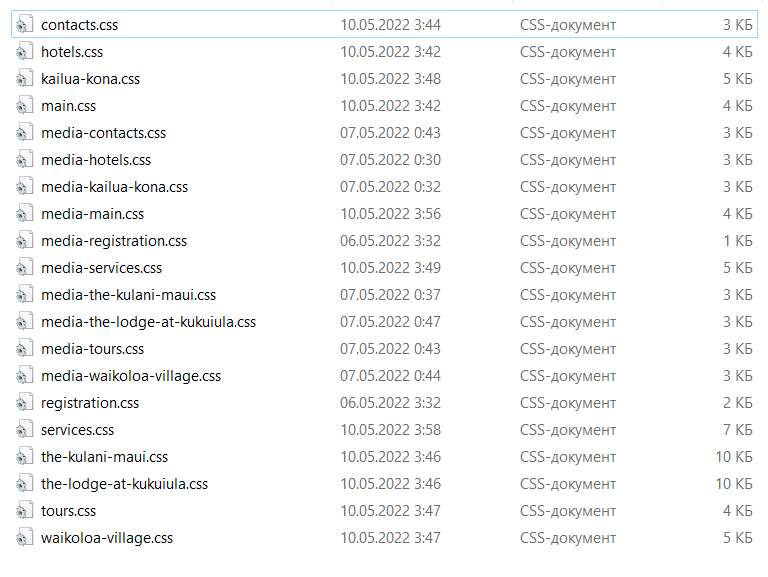 contacts.css 10.05.2022 3:44 CSS-документ 3 КБ
hotels.css 10.05.2022 3:42 CSS-документ 4 КБ
kailua-kona.css 10.05.2022 3:48 CSS-документ 5 КБ
main.css 10.05.2022 3:42 CSS-документ 4 КБ
media-contacts.css 07.05.2022 0:43 CSS-документ 3 КБ
media-hotels.css 07.05.2022 0:30 CSS-документ 3 КБ
media-kailua-kona.css 07.05.2022 0:32 CSS-документ 3 КБ
media-main.css 10.05.2022 3:56 CSS-документ 4 КБ
media-registration.css 06.05.2022 3:32 CSS-документ 1 КБ
media-services.css 10.05.2022 3:49 CSS-документ 5 КБ
media-the-kulani-maui.css 07.05.2022 0:37 CSS-документ 3 КБ
media-the-lodge-at-kukuiula.css 07.05.2022 0:47 CSS-документ 3 КБ
media-tours.css 07.05.2022 0:43 CSS-документ 3 КБ
media-waikoloa-village.css 07.05.2022 0:44 CSS-документ 3 КБ
registration.css 06.05.2022 3:32 CSS-документ 2 КБ
services.css 10.05.2022 3:58 CSS-документ 7 КБ
the-kulani-maui.css 10.05.2022 3:46 CSS-документ 10 КБ
the-lodge-at-kukuiula.css 10.05.2022 3:46 CSS-документ 10 КБ
tours.css 10.05.2022 3:47 CSS-документ 4 КБ
waikoloa-village.css 10.05.2022 3:47 CSS-документ 5 КБ